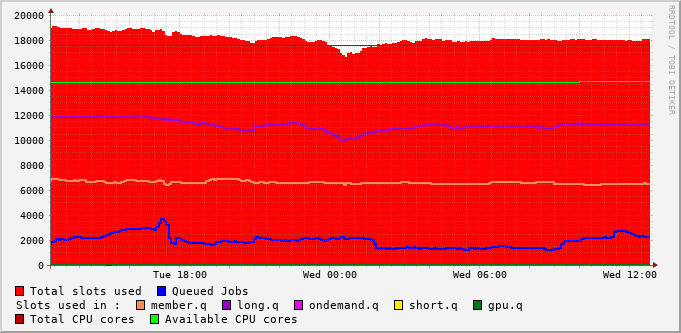 20000
18000
16000
14000
12000
10000
8000
6000
4000
2000
0
Tue 18:00 Wed 00:00 Wed 06:00 Wed 12:00
Total slots used Queued Jobs
Slots used in : member.q long.q ondemand.q short.q gpu.q
Total CPU cores Available CPU cores
RRDTOOL / TOBI OETIKER